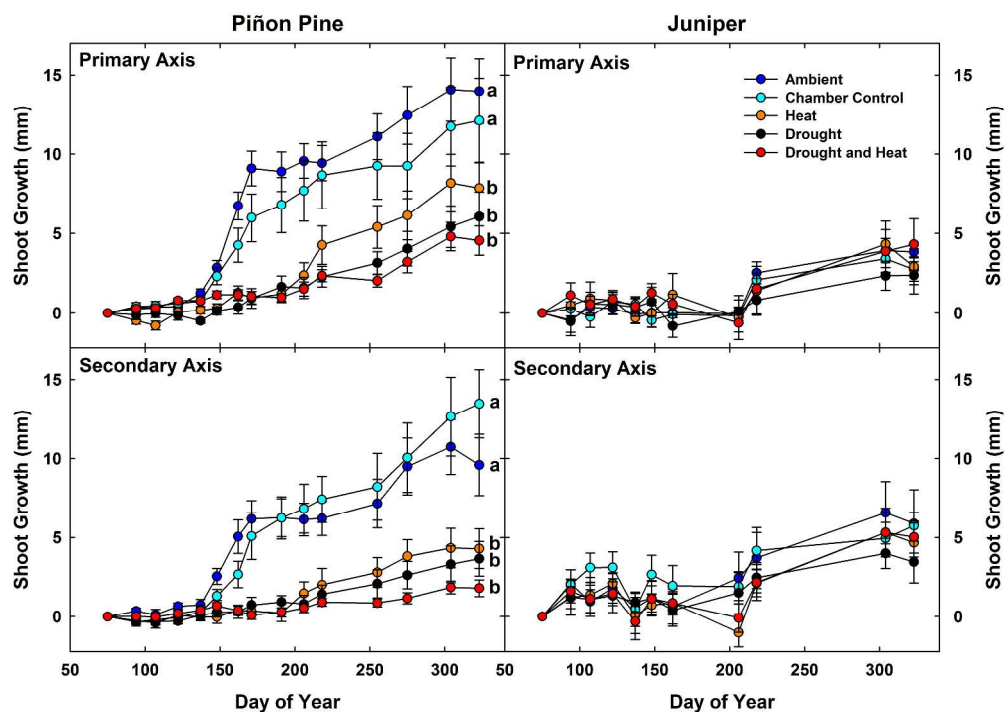 Piñon Pine
Juniper
Primary Axis
15
10
5
0
Shoot Growth (mm)
a
a
b
b
b
Primary Axis
Ambient
Chamber Control
Heat
Drought
Drought and Heat
15
10
5
0
Shoot Growth (mm)
Secondary Axis
15
10
5
0
Shoot Growth (mm)
a
a
b
b
b
Secondary Axis
15
10
5
0
Shoot Growth (mm)
50 100 150 200 250 300 50 100 150 200 250 300
Day of Year
Day of Year